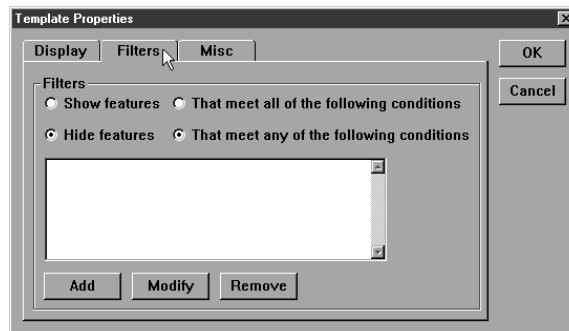 Template Properties
Display Filters Misc
OK
Cancel
Filters
Show features That meet all of the following conditions
Hide features That meet any of the following conditions
Add Modify Remove